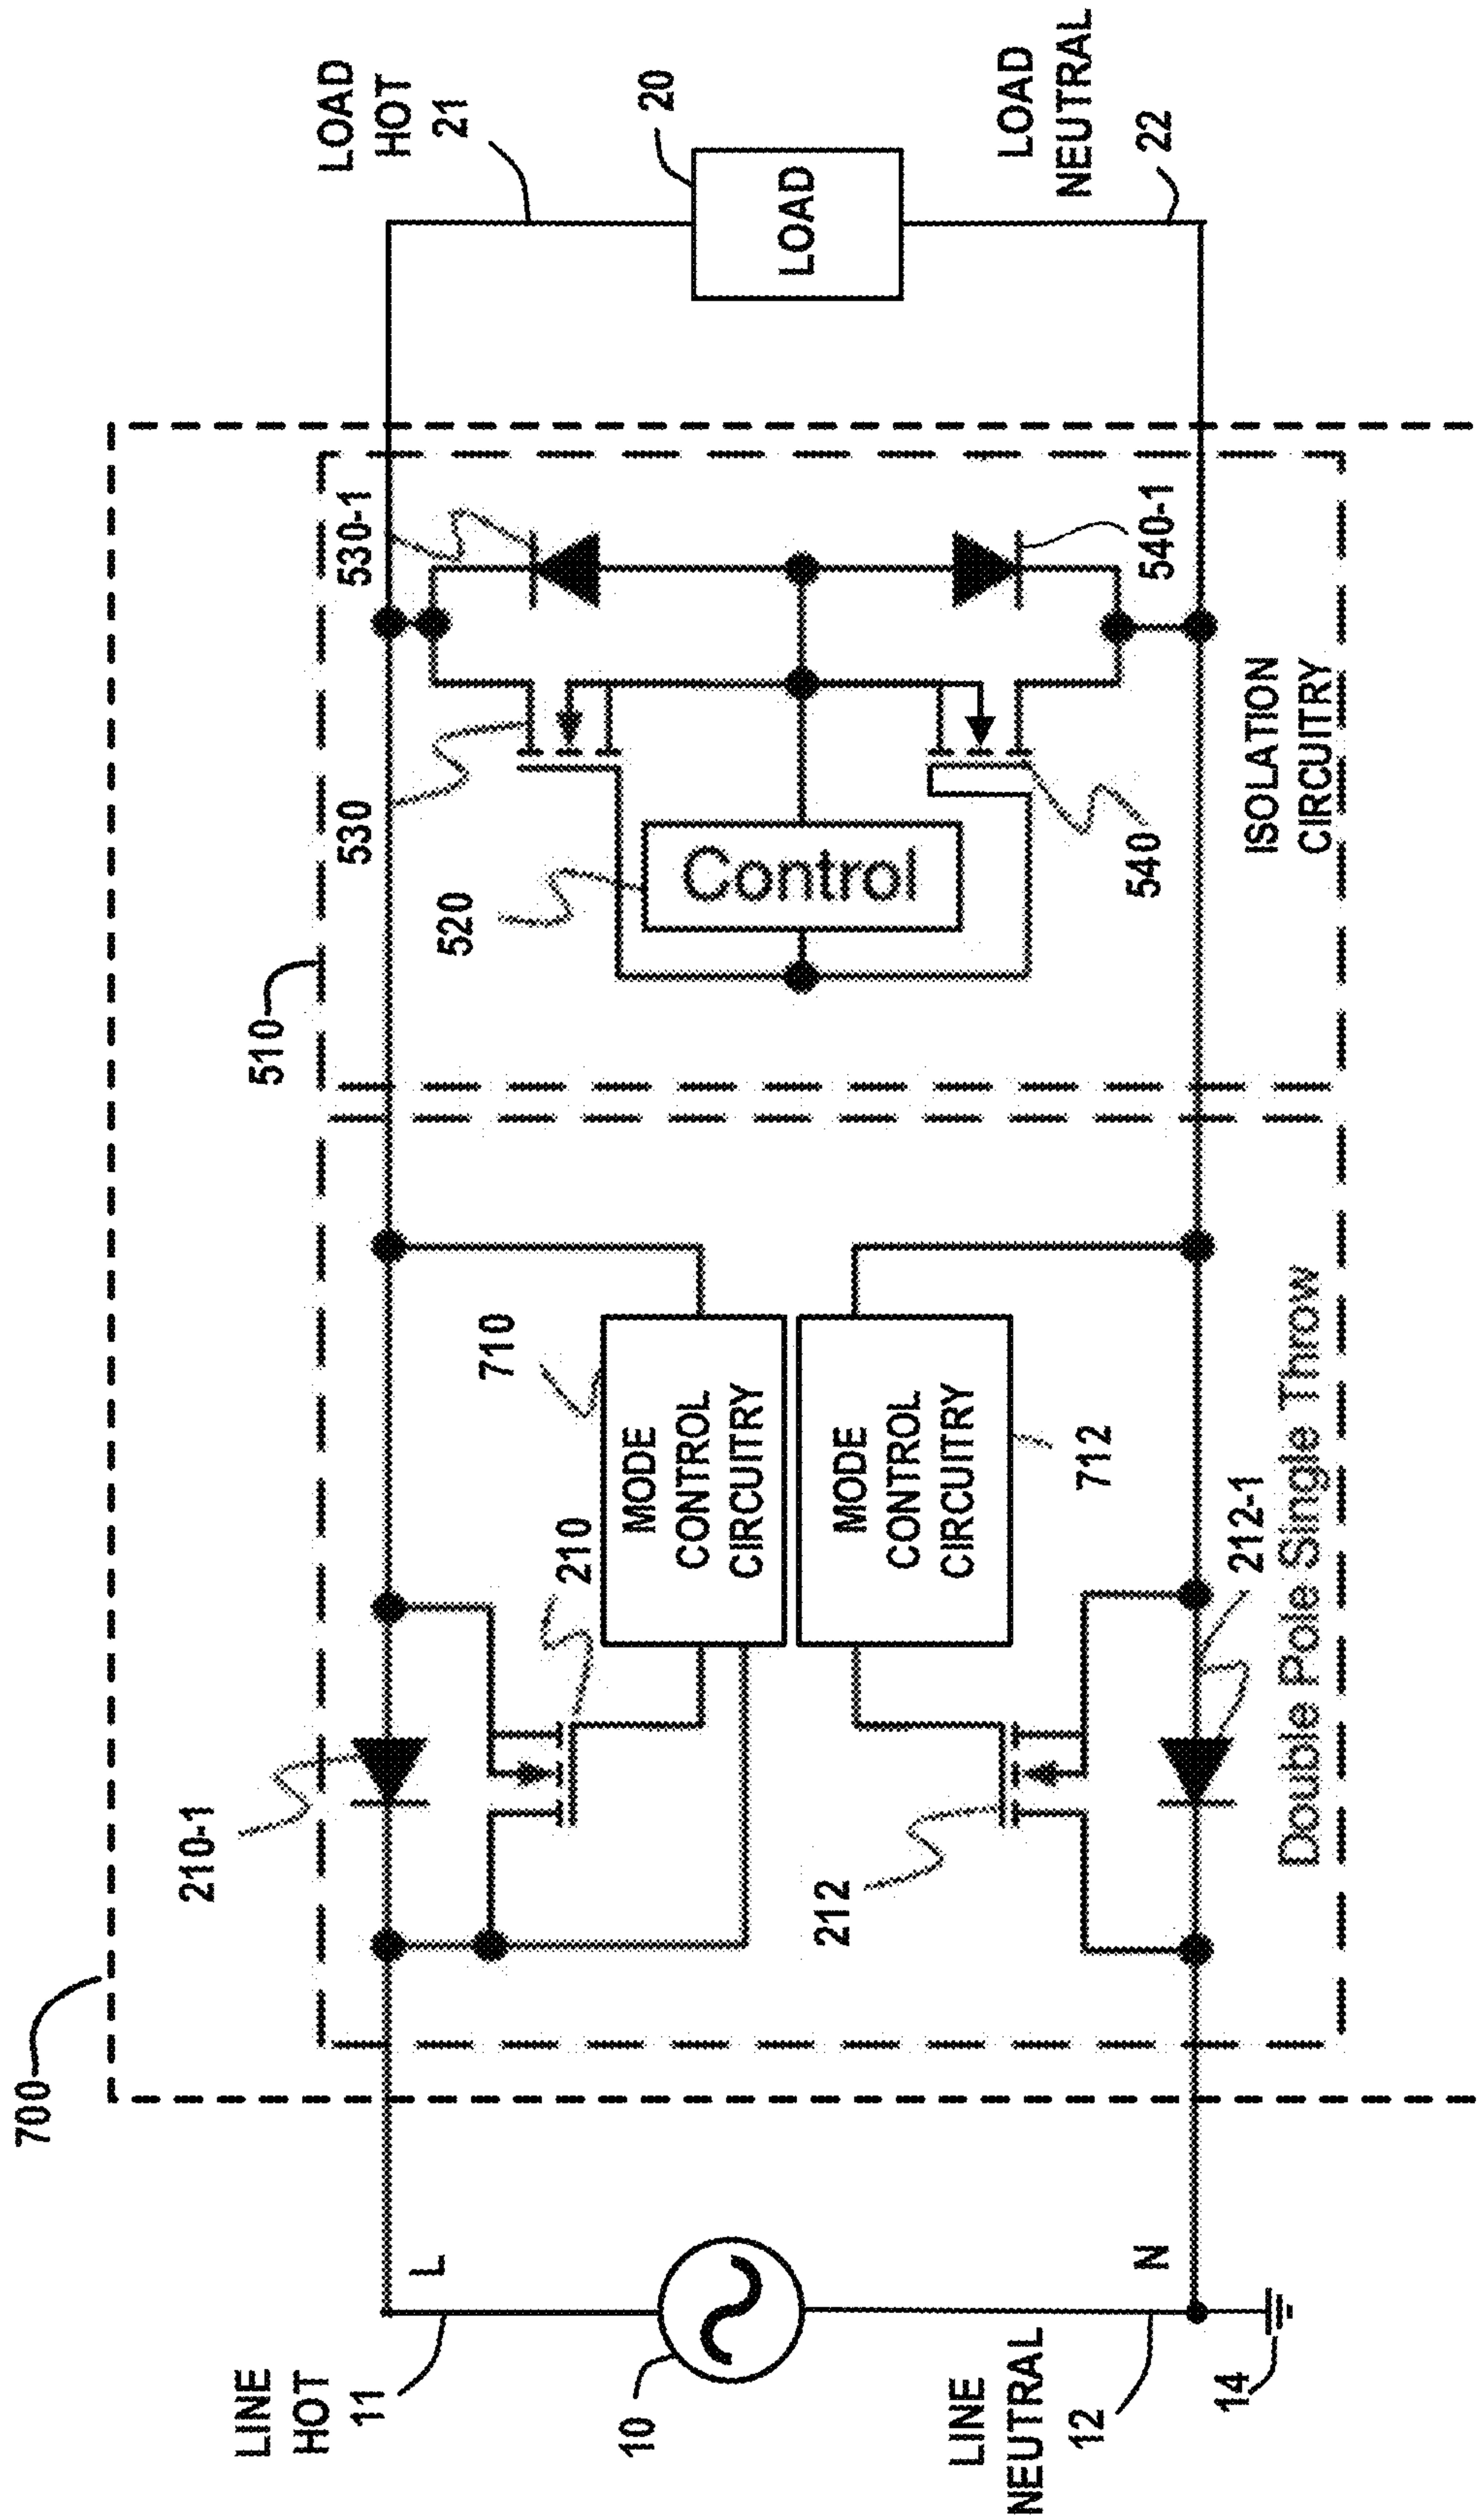 700
LINE
HOT
11
L
10
LINE
NEUTRAL
12
N
14
210-1
210
710
MODE
CONTROL
CIRCUITRY
MODE
CONTROL
CIRCUITRY
712
212
212-1
Double Pole Single Throw
510
530
530-1
520
Control
540
540-1
ISOLATION
CIRCUITRY
LOAD
HOT
21
20
LOAD
LOAD
NEUTRAL
22